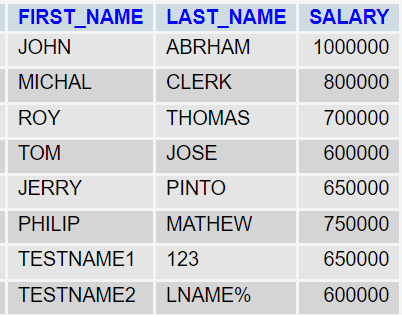 FIRST_NAME LAST_NAME SALARY
JOHN ABRHAM 1000000
MICHAL CLERK 800000
ROY THOMAS 700000
TOM JOSE 600000
JERRY PINTO 650000
PHILIP MATHEW 750000
TESTNAME1 123 650000
TESTNAME2 LNAME% 600000